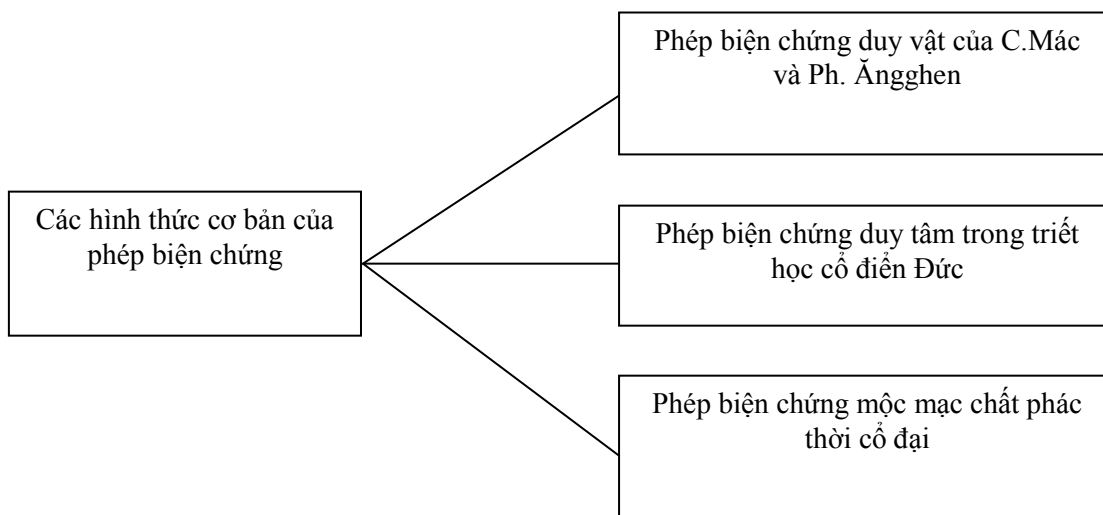 Phép biện chứng duy vật của C.Mác
và Ph. Ăngghen
Các hình thức cơ bản của
phép biện chứng
Phép biện chứng duy tâm trong triết
học cổ điển Đức
Phép biện chứng mộc mạc chất phác
thời cổ đại